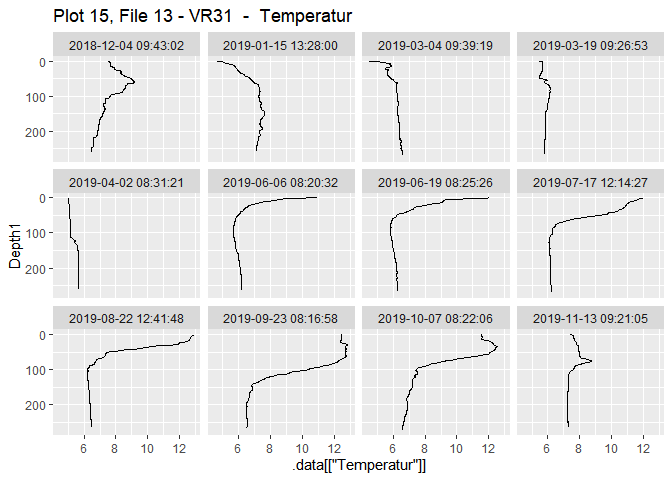 Plot 15, File 13 - VR31  -  Temperatur
2018-12-04 09:43:02 2019-01-15 13:28:00 2019-03-04 09:39:19 2019-03-19 09:26:53
0
100
200
2019-04-02 08:31:21 2019-06-06 08:20:32 2019-06-19 08:25:26 2019-07-17 12:14:27
0
100
200
Depth1
2019-08-22 12:41:48 2019-09-23 08:16:58 2019-10-07 08:22:06 2019-11-13 09:21:05
0
100
200
6 8 10 12 6 8 10 12 6 8 10 12 6 8 10 12
.data[["Temperatur"]]